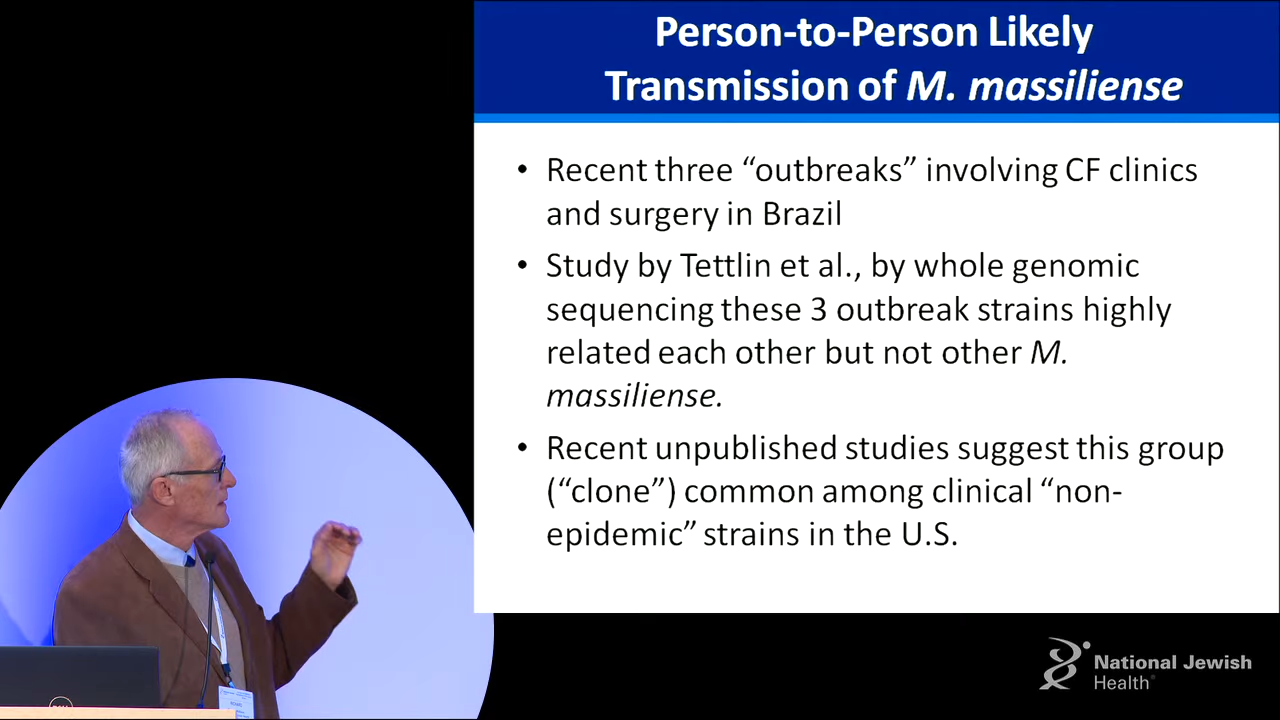 Person-to-Person Likely
Transmission of M. massiliense
• Recent three “outbreaks” involving CF clinics
and surgery in Brazil
• Study by Tettlin et al., by whole genomic
sequencing these 3 outbreak strains highly
related each other but not other M.
massiliense.
• Recent unpublished studies suggest this group
(“clone”) common among clinical “non-
epidemic” strains in the U.S.
National Jewish
Health®